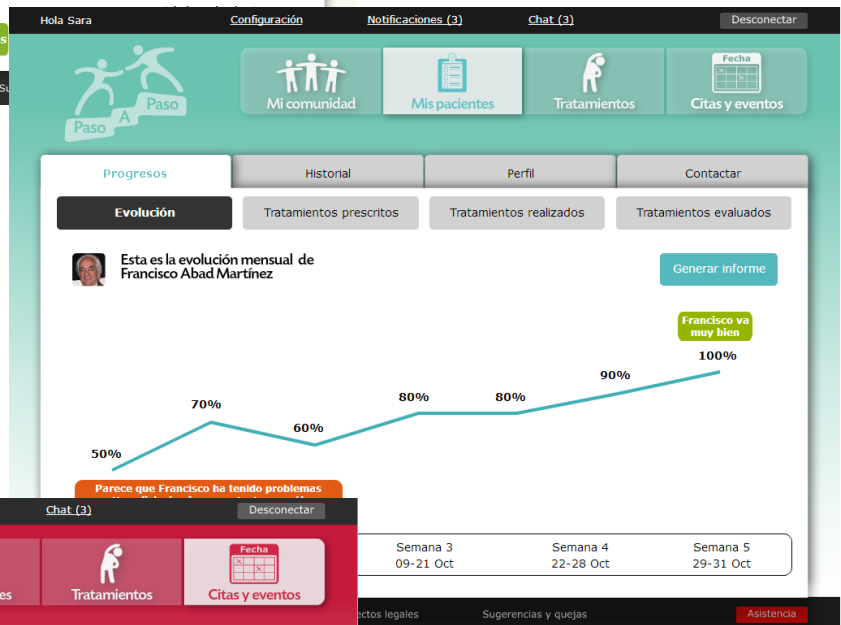 Hola Sara
Configuración
Notificaciones (3)
Chat (3)
Desconectar
Paso
A
Paso
Mi comunidad
Mis pacientes
Tratamientos
Fecha
Citas y eventos
Progresos
Historial
Perfil
Contactar
Evolución
Tratamientos prescritos
Tratamientos realizados
Tratamientos evaluados
Esta es la evolución mensual de
Francisco Abad Martínez
Generar informe
Francisco va
muy bien
100%
90%
80%
80%
70%
60%
50%
Parece que Francisco ha tenido problemas
Semana 3
09-21 Oct
Semana 4
22-28 Oct
Semana 5
29-31 Oct
Chat (3)
Desconectar
Tratamientos
Fecha
Citas y eventos
legales
Sugerencias y quejas
Asistencia